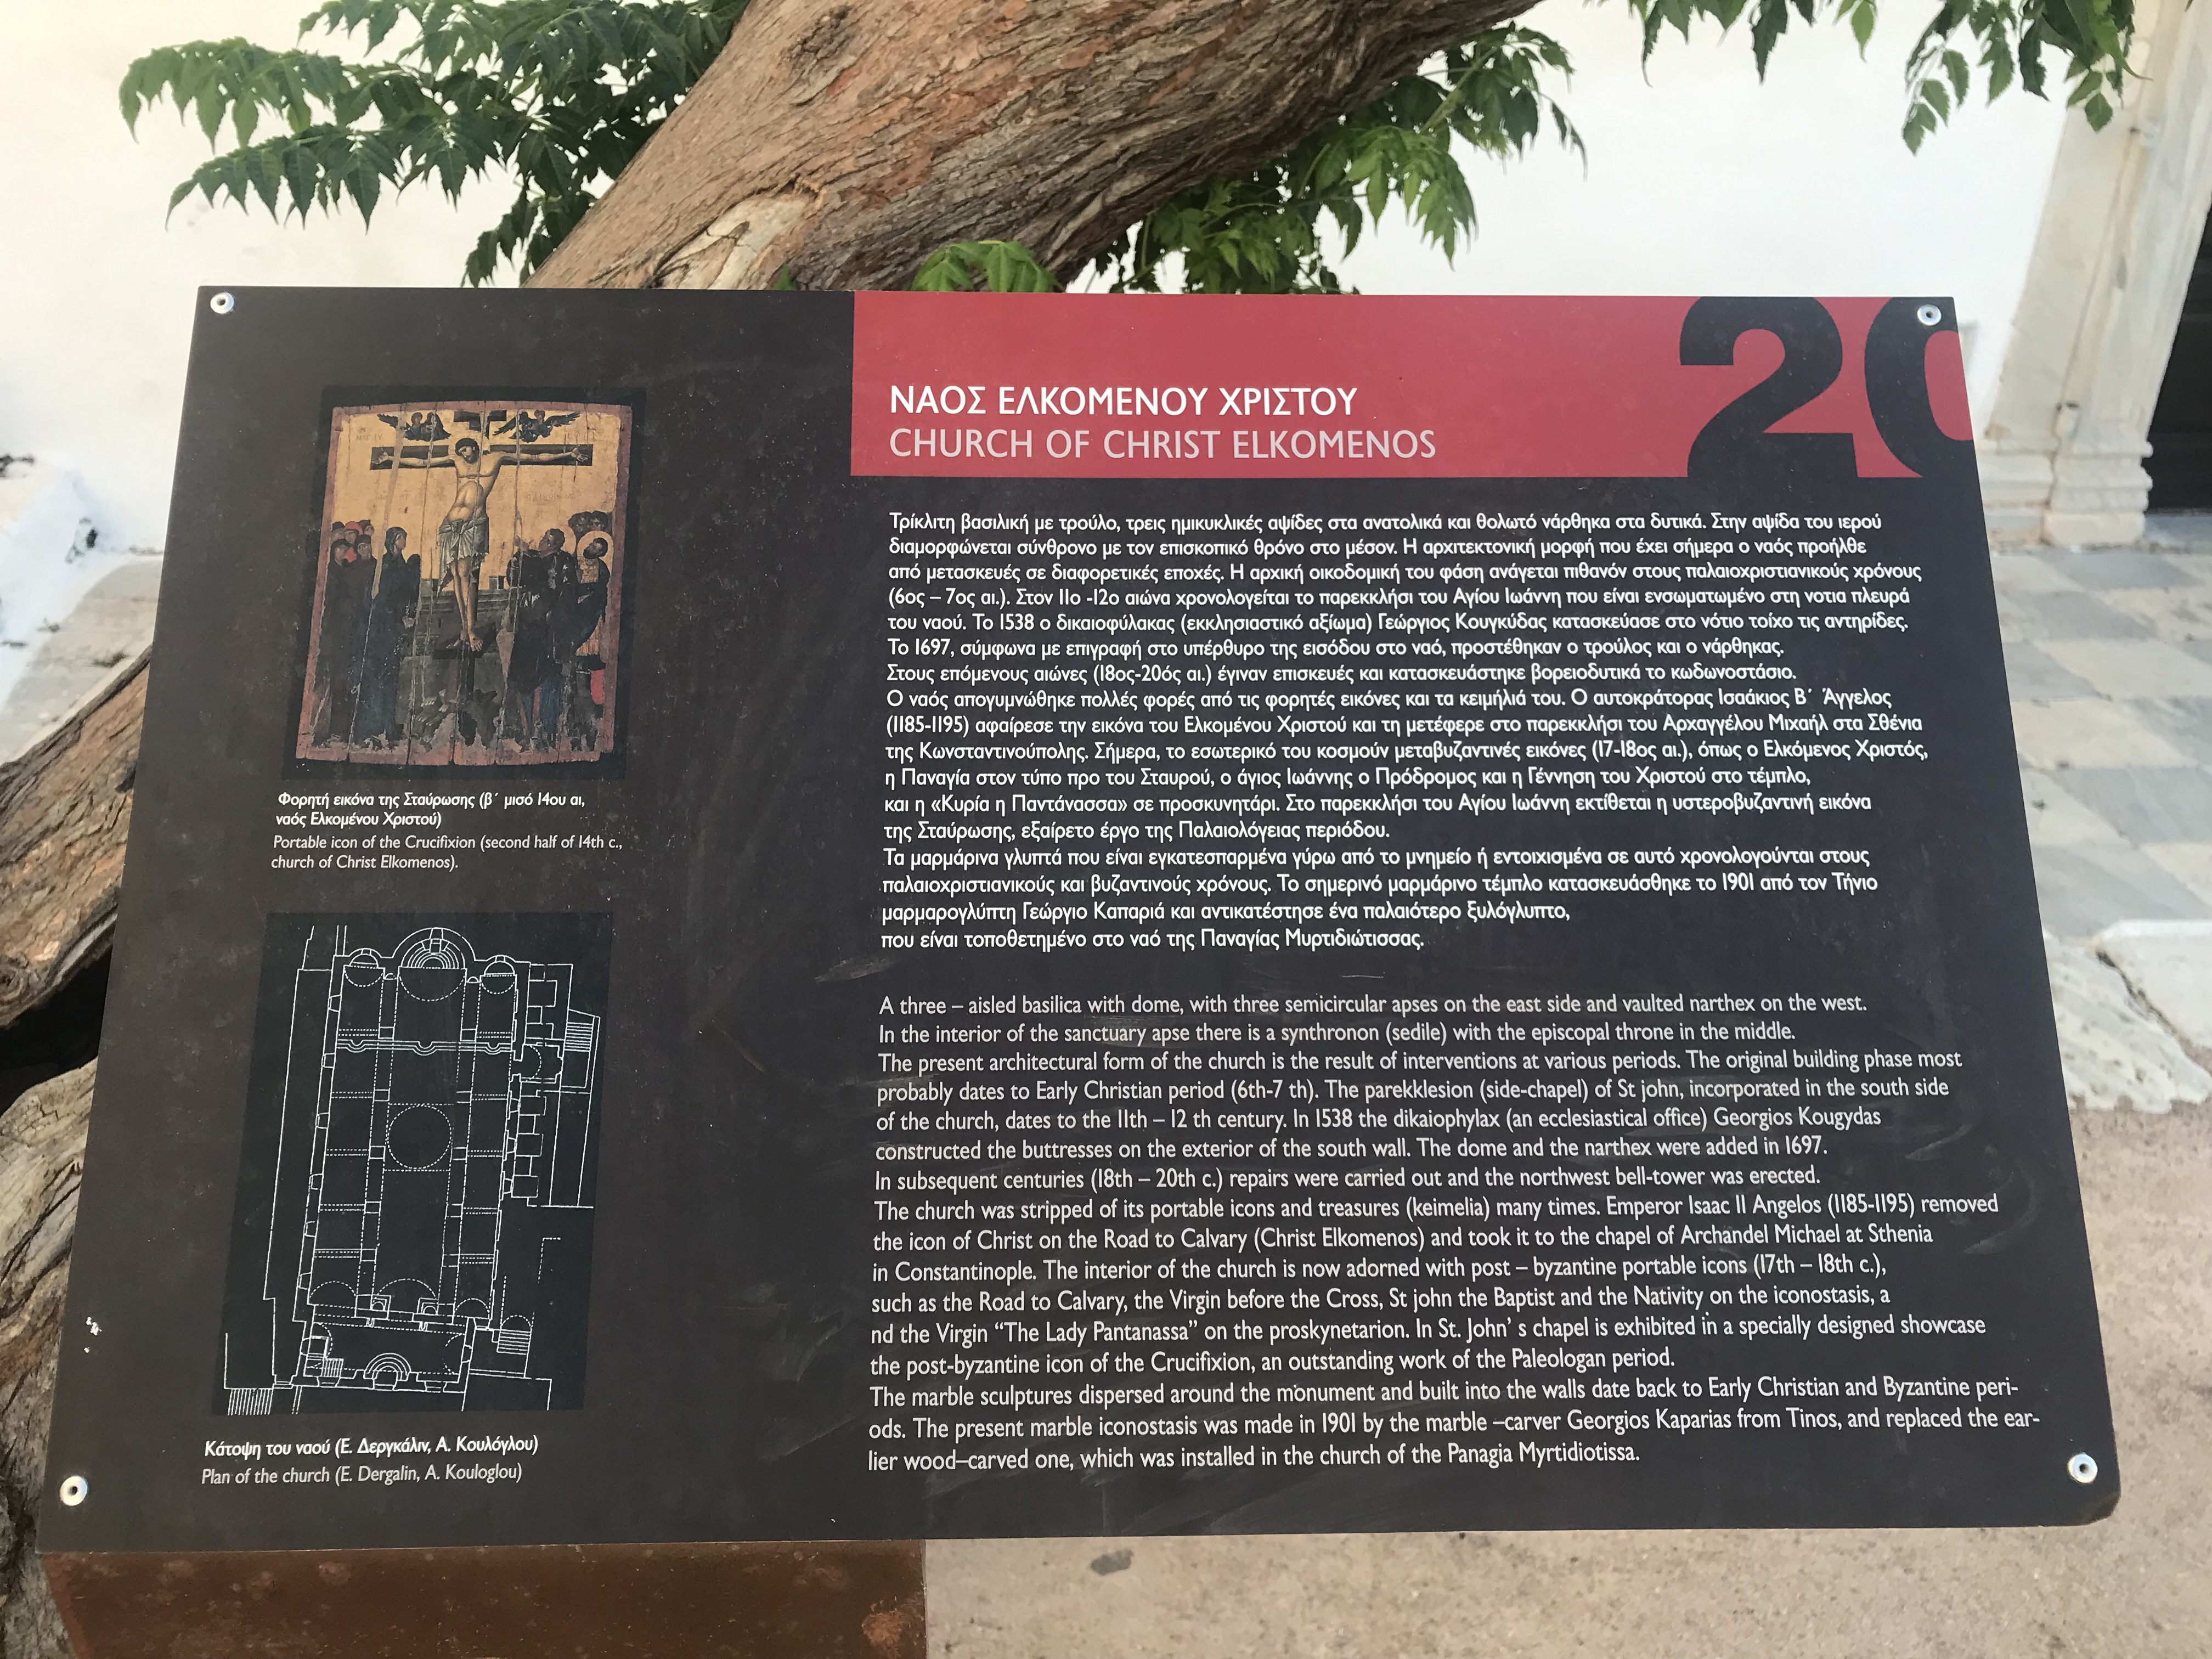 20
ΝΑΟΣ ΕΛΚΟΜΕΝΟΥ ΧΡΙΣΤΟΥ
CHURCH OF CHRIST ELKOMENOS
Τρίκλιτη βασιλική με τρούλο, τρεις ημικυκλικές αψίδες στα ανατολικά και θολωτό νάρθηκα στα δυτικά. Στην αψίδα του ιερού
διαμορφώνεται σύνθρονο με τον επισκοπικό θρόνο στο μέσον. Η αρχιτεκτονική μορφή που έχει σήμερα ο ναός προήλθε
από μετασκευές σε διαφορετικές εποχές. Η αρχική οικοδομική του φάση ανάγεται πιθανόν στους παλαιοχριστιανικούς χρόνους
(6ος – 7ος αι.). Στον 11ο -12ο αιώνα χρονολογείται το παρεκκλήσι του Αγίου Ιωάννη που είναι ενσωματωμένο στη νοτια πλευρά
του ναού. Το 1538 ο δικαιοφύλακας (εκκλησιαστικό αξίωμα) Γεώργιος Κουγκύδας κατασκεύασε στο νότιο τοίχο τις αντηρίδες.
Το 1697, σύμφωνα με επιγραφή στο υπέρθυρο της εισόδου στο ναό, προστέθηκαν ο τρούλος και ο νάρθηκας.
Στους επόμενους αιώνες (18ος-20ός αι.) έγιναν επισκευές και κατασκευάστηκε βορειοδυτικά το κωδωνοστάσιο.
Ο ναός απογυμνώθηκε πολλές φορές από τις φορητές εικόνες και τα κειμήλιά του. Ο αυτοκράτορας Ισαάκιος Β΄ Άγγελος
(1185-1195) αφαίρεσε την εικόνα του Ελκομένου Χριστού και τη μετέφερε στο παρεκκλήσι του Αρχαγγέλου Μιχαήλ στα Σθένια
της Κωνσταντινούπολης. Σήμερα, το εσωτερικό του κοσμούν μεταβυζαντινές εικόνες (17-18ος αι.), όπως ο Ελκόμενος Χριστός,
η Παναγία στον τύπο προ του Σταυρού, ο άγιος Ιωάννης ο Πρόδρομος και η Γέννηση του Χριστού στο τέμπλο,
και η «Κυρία η Παντάνασσα» σε προσκυνητάρι. Στο παρεκκλήσι του Αγίου Ιωάννη εκτίθεται η υστεροβυζαντινή εικόνα
της Σταύρωσης, εξαίρετο έργο της Παλαιολόγειας περιόδου.
Τα μαρμάρινα γλυπτά που είναι εγκατεσπαρμένα γύρω από το μνημείο ή εντοιχισμένα σε αυτό χρονολογούνται στους
παλαιοχριστιανικούς και βυζαντινούς χρόνους. Το σημερινό μαρμάρινο τέμπλο κατασκευάσθηκε το 1901 από τον Τήνιο
μαρμαρογλύπτη Γεώργιο Καπαριά και αντικατέστησε ένα παλαιότερο ξυλόγλυπτο,
που είναι τοποθετημένο στο ναό της Παναγίας Μυρτιδιώτισσας.
A three – aisled basilica with dome, with three semicircular apses on the east side and vaulted narthex on the west.
In the interior of the sanctuary apse there is a synthronon (sedile) with the episcopal throne in the middle.
The present architectural form of the church is the result of interventions at various periods. The original building phase most
probably dates to Early Christian period (6th-7 th). The parekklesion (side-chapel) of St john, incorporated in the south side
of the church, dates to the 11th – 12 th century. In 1538 the dikaiophylax (an ecclesiastical office) Georgios Kougydas
constructed the buttresses on the exterior of the south wall. The dome and the narthex were added in 1697.
In subsequent centuries (18th – 20th c.) repairs were carried out and the northwest bell-tower was erected.
The church was stripped of its portable icons and treasures (keimelia) many times. Emperor Isaac II Angelos (1185-1195) removed
the icon of Christ on the Road to Calvary (Christ Elkomenos) and took it to the chapel of Archandel Michael at Sthenia
in Constantinople. The interior of the church is now adorned with post – byzantine portable icons (17th – 18th c.),
such as the Road to Calvary, the Virgin before the Cross, St john the Baptist and the Nativity on the iconostasis, a
nd the Virgin “The Lady Pantanassa” on the proskynetarion. In St. John’ s chapel is exhibited in a specially designed showcase
the post-byzantine icon of the Crucifixion, an outstanding work of the Paleologan period.
The marble sculptures dispersed around the monument and built into the walls date back to Early Christian and Byzantine peri-
ods. The present marble iconostasis was made in 1901 by the marble –carver Georgios Kaparias from Tinos, and replaced the ear-
lier wood–carved one, which was installed in the church of the Panagia Myrtidiotissa.
Φορητή εικόνα της Σταύρωσης (β΄ μισό 14ου αι,
ναός Ελκομένου Χριστού)
Portable icon of the Crucifixion (second half of 14th c.,
church of Christ Elkomenos).
Κάτοψη του ναού (Ε. Δεργκάλιν, Α. Κουλόγλου)
Plan of the church (E. Dergalin, A. Kouloglou)